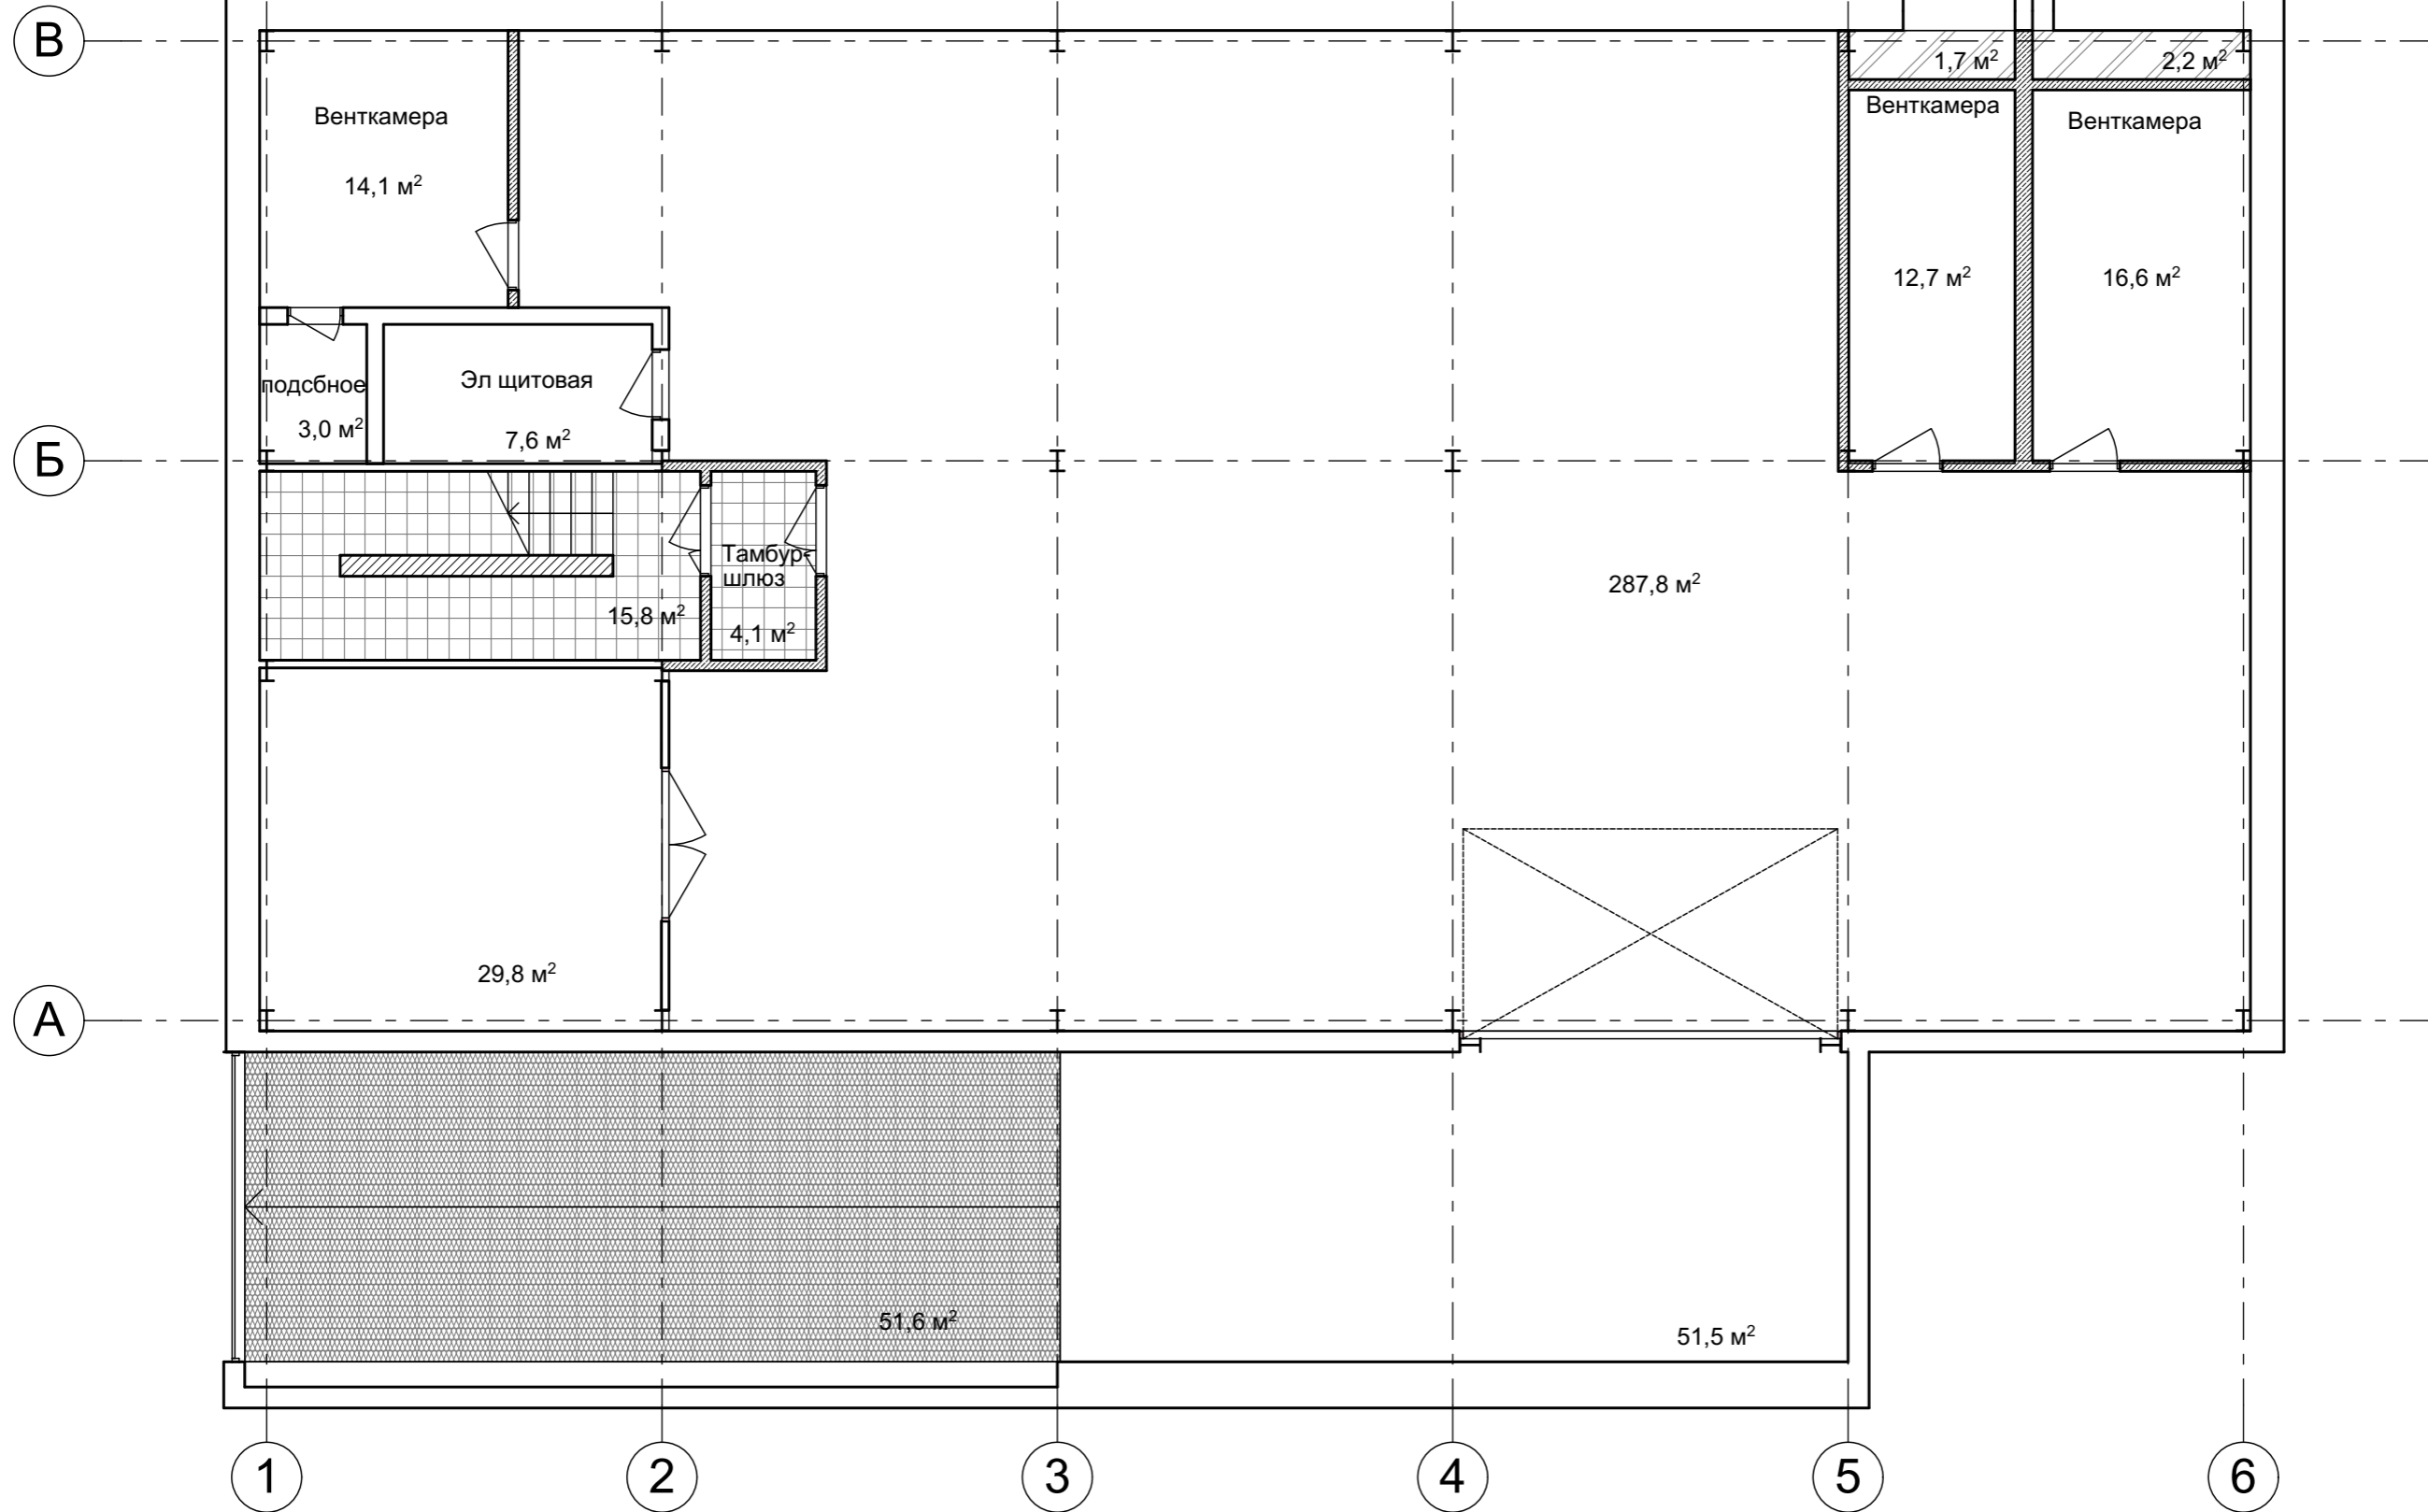 В
1,7 м²
2,2 м²
Венткамера
Венткамера
Венткамера
14,1 м²
12,7 м²
16,6 м²
подсбное
Эл щитовая
3,0 м²
7,6 м²
Б
Тамбур-
шлюз
287,8 м²
15,8 м²
4,1 м²
29,8 м²
А
51,6 м²
51,5 м²
1
2
3
4
5
6